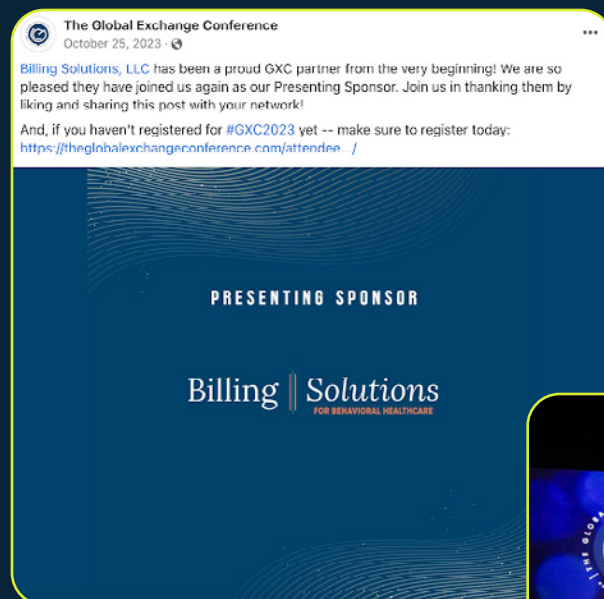 The Global Exchange Conference
October 25, 2023 ·
Billing Solutions, LLC has been a proud GXC partner from the very beginning! We are so
pleased they have joined us again as our Presenting Sponsor. Join us in thanking them by
liking and sharing this post with your network!
And, if you haven't registered for #GXC2023 yet -- make sure to register today:
https://theglobalexchangeconference.com/attendee.../
PRESENTING SPONSOR
Billing Solutions
FOR BEHAVIORAL HEALTHCARE
THE GLOBA